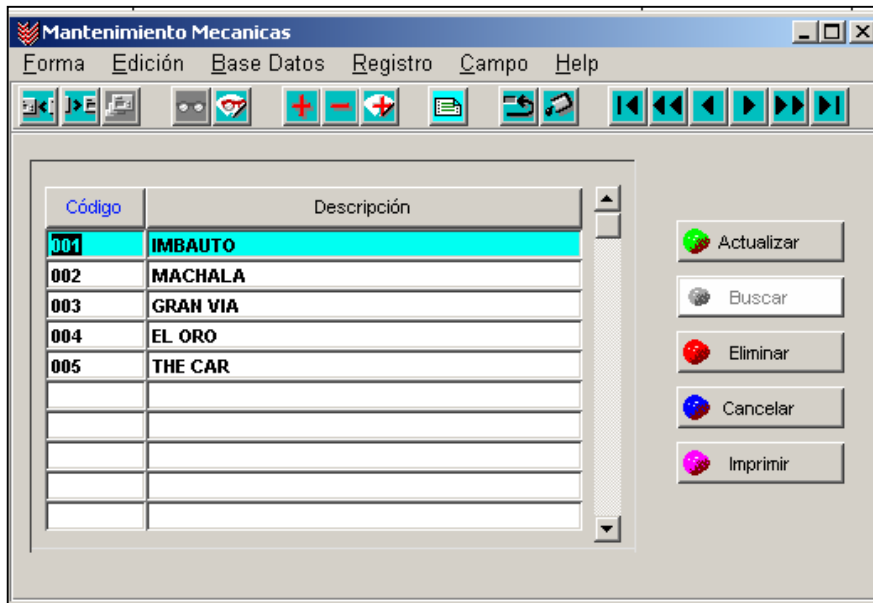 Mantenimiento Mecanicas
Forma Edición Base Datos Registro Campo Help
Código Descripción
001 IMBAUTO
002 MACHALA
003 GRAN VIA
004 EL ORO
005 THE CAR
Actualizar
Buscar
Eliminar
Cancelar
Imprimir